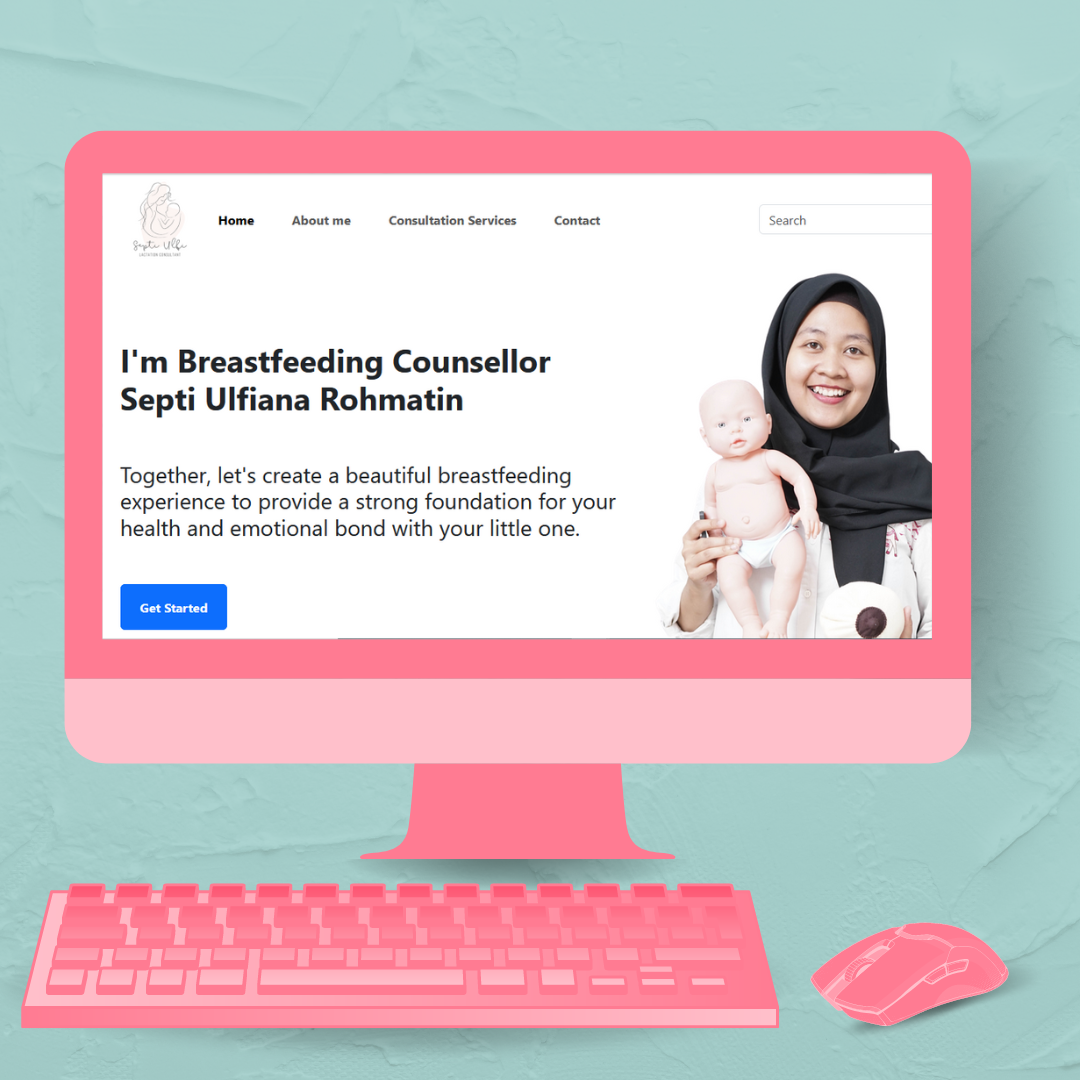 Septi Ulfi
LACTATION CONSULTANT
Home
About me
Consultation Services
Contact
Search
I'm Breastfeeding Counsellor
Septi Ulfiana Rohmatin
Together, let's create a beautiful breastfeeding
experience to provide a strong foundation for your
health and emotional bond with your little one.
Get Started